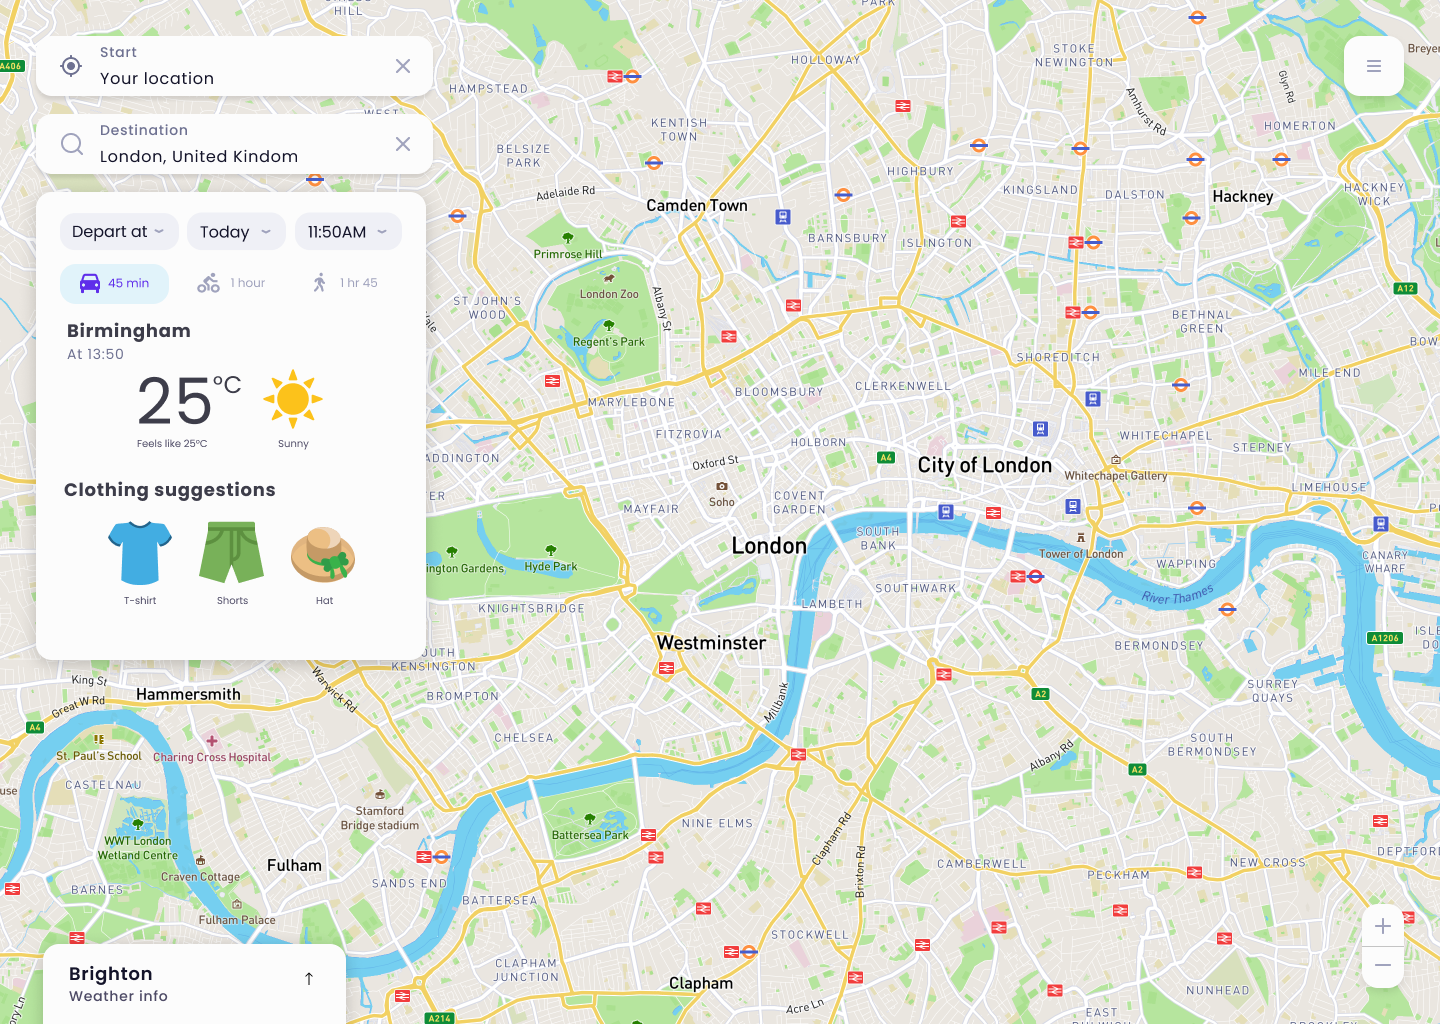 Start
Your location
Destination
London, United Kindom
Depart at
Today
11:50AM
45 min
1 hour
1 hr 45
Birmingham
At 13:50
25°C
Feels like 25°C
Sunny
Clothing suggestions
T-shirt
Shorts
Hat
Brighton
Weather info
↑
HILL
PARK
A406
HOLLOWAY
STOKE
NEWINGTON
HAMPSTEAD
Glyn Rd
Amhurst Rd
HOMERTON
WEST
KENTISH
TOWN
BELSIZE
PARK
HIGHBURY
KINGSLAND
DALSTON
Hackney
HACKNEY
WICK
Adelaide Rd
Camden Town
BARNSBURY
ISLINGTON
Primrose Hill
London Zoo
Albany St
ST JOHN'S
WOOD
A12
BETHNAL
GREEN
Regent's Park
SHOREDITCH
BOW
MILE END
MARYLEBONE
BLOOMSBURY
CLERKENWELL
FITZROVIA
HOLBORN
WHITECHAPEL
STEPNEY
ADDINGTON
Oxford St
A4
City of London
Whitechapel Gallery
LIMEHOUSE
Soho
COVENT
GARDEN
MAYFAIR
SOUTH
BANK
London
Tower of London
WAPPING
CANARY
WHARF
ington Gardens
Hyde Park
River Thames
KNIGHTSBRIDGE
LAMBETH
SOUTHWARK
Westminster
BERMONDSEY
A1206
KENSINGTON
King St
Hammersmith
Great W Rd
Warwick Rd
BROMPTON
Millbank
A2
SURREY
QUAYS
A4
St. Paul's School
Charing Cross Hospital
CHELSEA
SOUTH
BERMONDSEY
Albany Rd
A2
CASTELNAU
Stamford
Bridge stadium
WWT London
Wetland Centre
Battersea Park
NINE ELMS
Clapham Rd
Brixton Rd
Craven Cottage
Fulham
CAMBERWELL
PECKHAM
NEW CROSS
DEPTFOR
BARNES
SANDS END
Fulham Palace
BATTERSEA
STOCKWELL
CLAPHAM
JUNCTION
Clapham
Acre Ln
NUNHEAD
A214
EAST